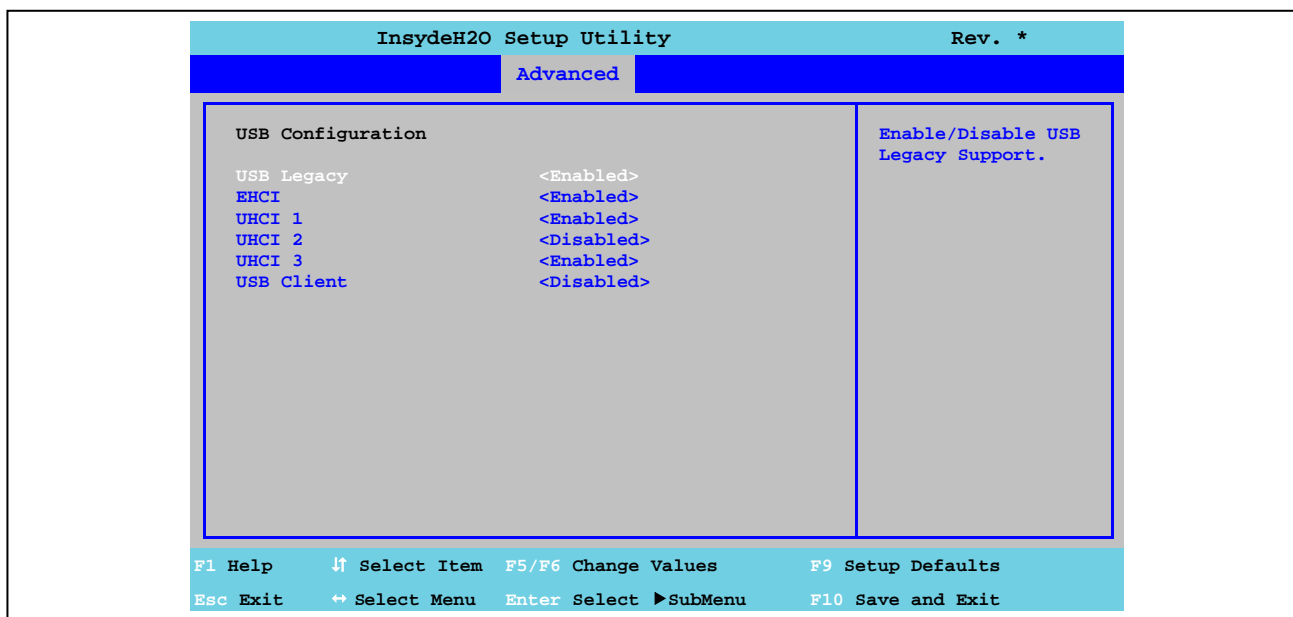 InsydeH2O Setup Utility Rev. *
Advanced
USB Configuration
Enable/Disable USB
Legacy Support.
USB Legacy <Enabled>
EHCI <Enabled>
UHCI 1 <Enabled>
UHCI 2 <Disabled>
UHCI 3 <Enabled>
USB Client <Disabled>
F1 Help ↓↑ Select Item F5/F6 Change Values F9 Setup Defaults
Esc Exit ↔ Select Menu Enter Select ▶SubMenu F10 Save and Exit